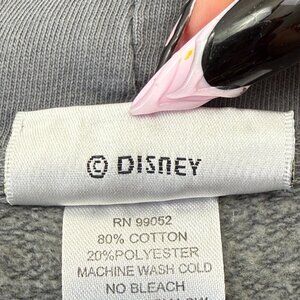 © DISNEY
RN 99052
80% COTTON
20%POLYESTER
MACHINE WASH COLD
NO BLEACH